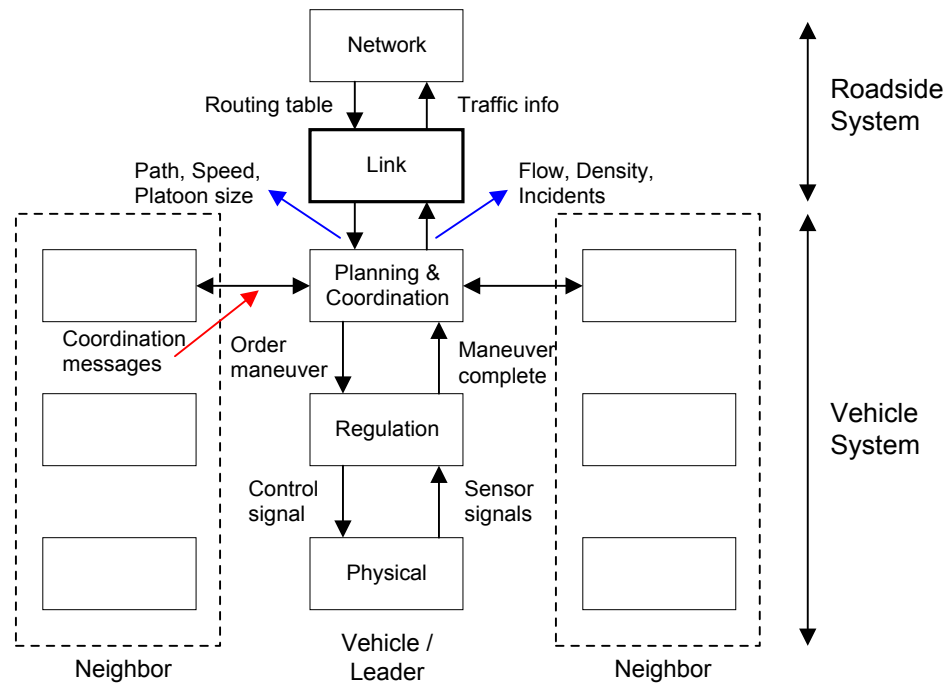 Network
Routing table
Traffic info
Roadside
System
Link
Path, Speed,
Platoon size
Flow, Density,
Incidents
Planning &
Coordination
Coordination
messages
Order
maneuver
Maneuver
complete
Regulation
Vehicle
System
Control
signal
Sensor
signals
Physical
Neighbor
Vehicle /
Leader
Neighbor